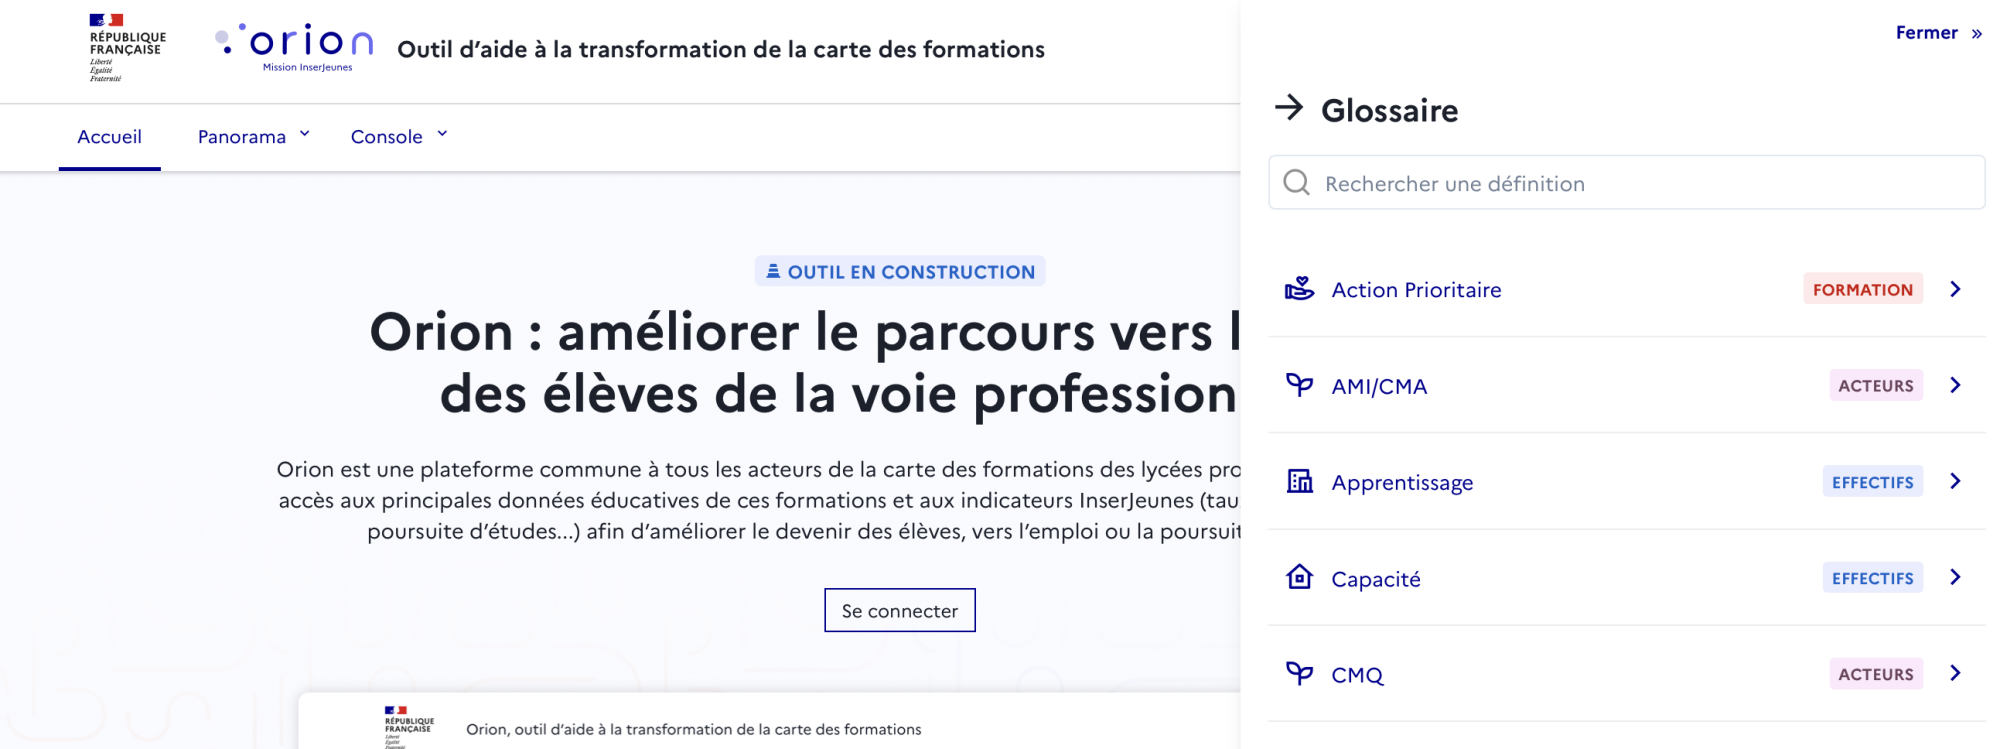 RÉPUBLIQUE
FRANÇAISE
Liberté
Égalité
Fraternité
orion
Mission InserJeunes
Outil d’aide à la transformation de la carte des formations
Accueil
Panorama
Console
OUTIL EN CONSTRUCTION
Orion : améliorer le parcours vers l
des élèves de la voie profession
Orion est une plateforme commune à tous les acteurs de la carte des formations des lycées pro
accès aux principales données éducatives de ces formations et aux indicateurs InserJeunes (tau
poursuite d’études...) afin d’améliorer le devenir des élèves, vers l’emploi ou la poursuit
Se connecter
RÉPUBLIQUE
FRANÇAISE
Liberté
Égalité
Fraternité
Orion, outil d’aide à la transformation de la carte des formations
Fermer »
Glossaire
Rechercher une définition
Action Prioritaire FORMATION
AMI/CMA ACTEURS
Apprentissage EFFECTIFS
Capacité EFFECTIFS
CMQ ACTEURS